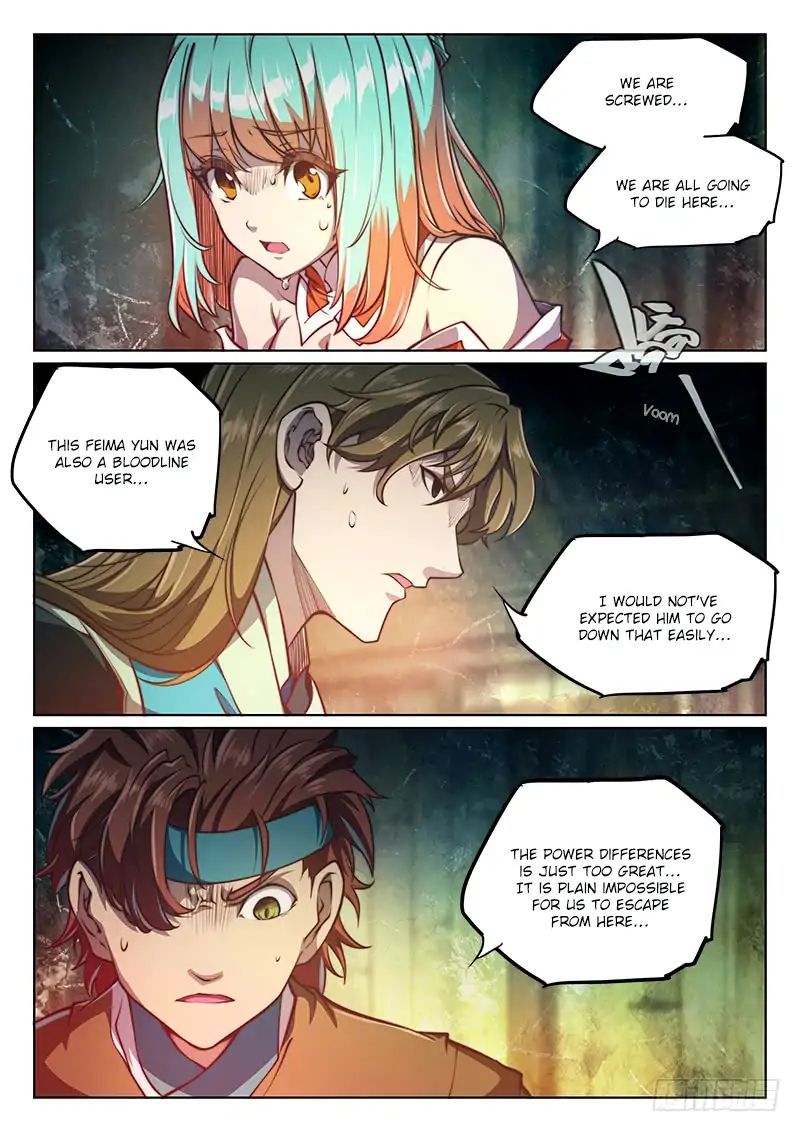 WE ARE
SCREWED...
WE ARE ALL GOING
TO DIE HERE...
Voom
THIS FEIMA YUN WAS
ALSO A BLOODLINE
USER...
I WOULD NOT'VE
EXPECTED HIM TO GO
DOWN THAT EASILY...
THE POWER DIFFERENCES
IS JUST TOO GREAT...
IT IS PLAIN IMPOSSIBLE
FOR US TO ESCAPE
FROM HERE...